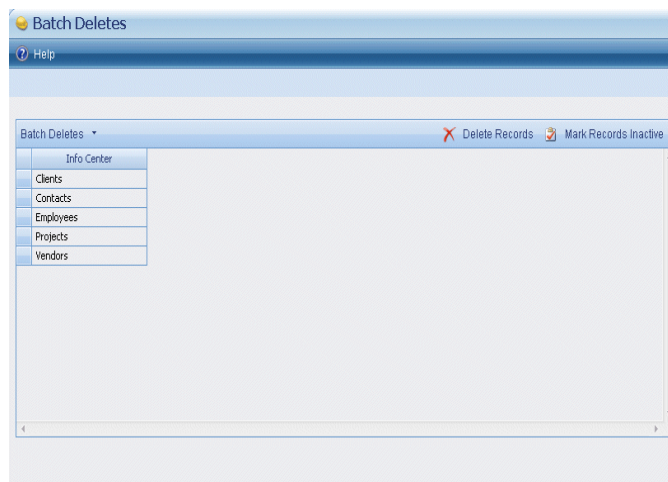 Batch Deletes
Help
Batch Deletes Delete Records Mark Records Inactive
Info Center
Clients
Contacts
Employees
Projects
Vendors